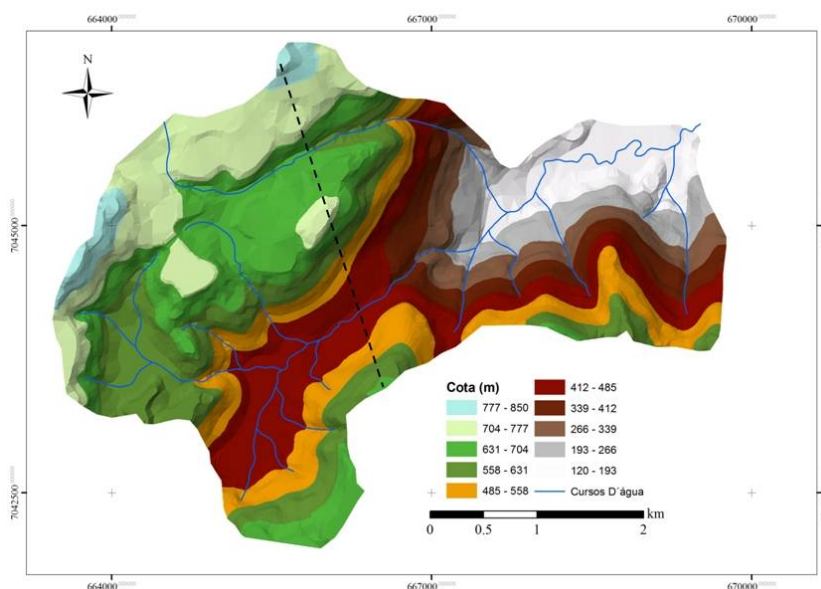 664000
667000
670000
N
7045000
7042500
Cota (m)
777 - 850
704 - 777
631 - 704
558 - 631
485 - 558
412 - 485
339 - 412
266 - 339
193 - 266
120 - 193
Cursos D´água
km
0 0.5 1 2
664000
667000
670000